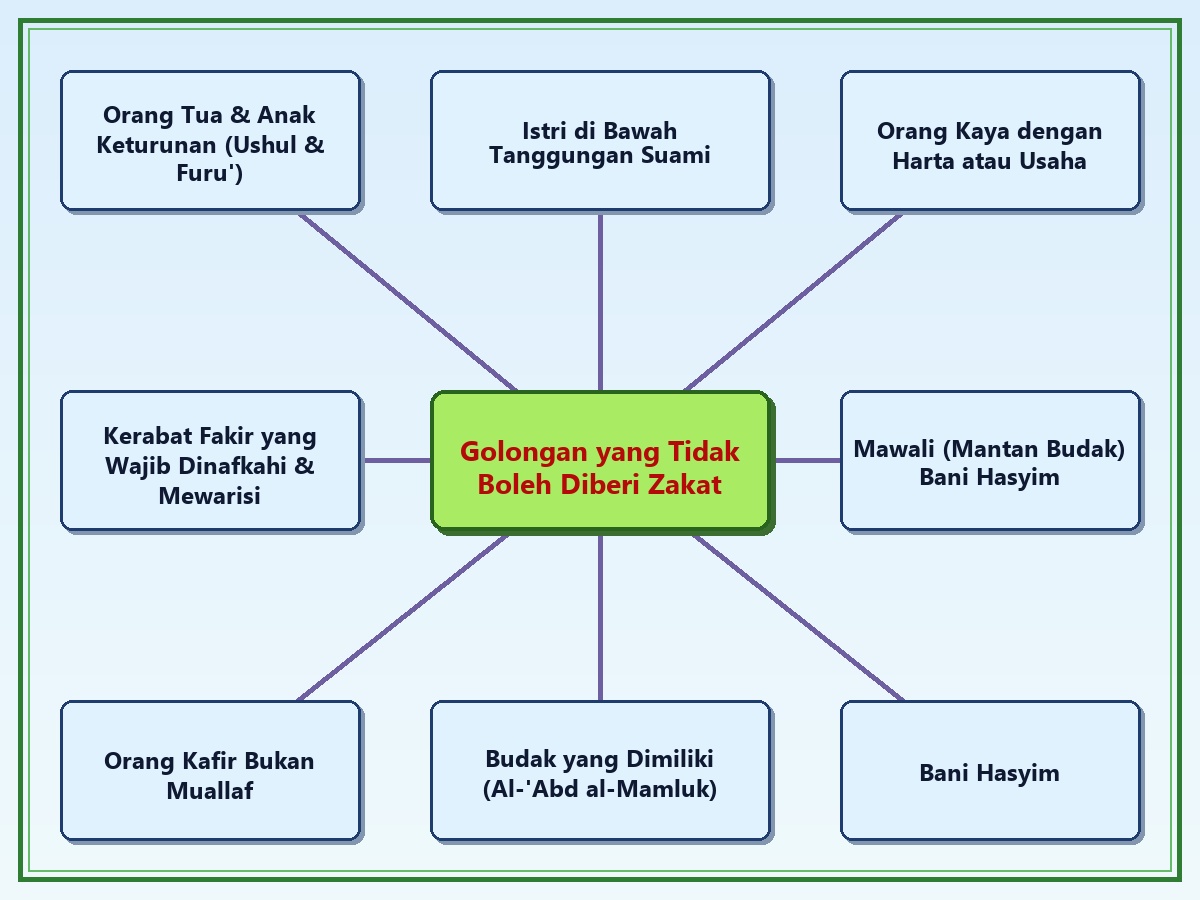 Orang Tua & Anak
Keturunan (Ushul &
Furu')
Istri di Bawah
Tanggungan Suami
Orang Kaya dengan
Harta atau Usaha
Kerabat Fakir yang
Wajib Dinafkahi &
Mewarisi
Golongan yang Tidak
Boleh Diberi Zakat
Mawali (Mantan Budak)
Bani Hasyim
Orang Kafir Bukan
Muallaf
Budak yang Dimiliki
(Al-'Abd al-Mamluk)
Bani Hasyim